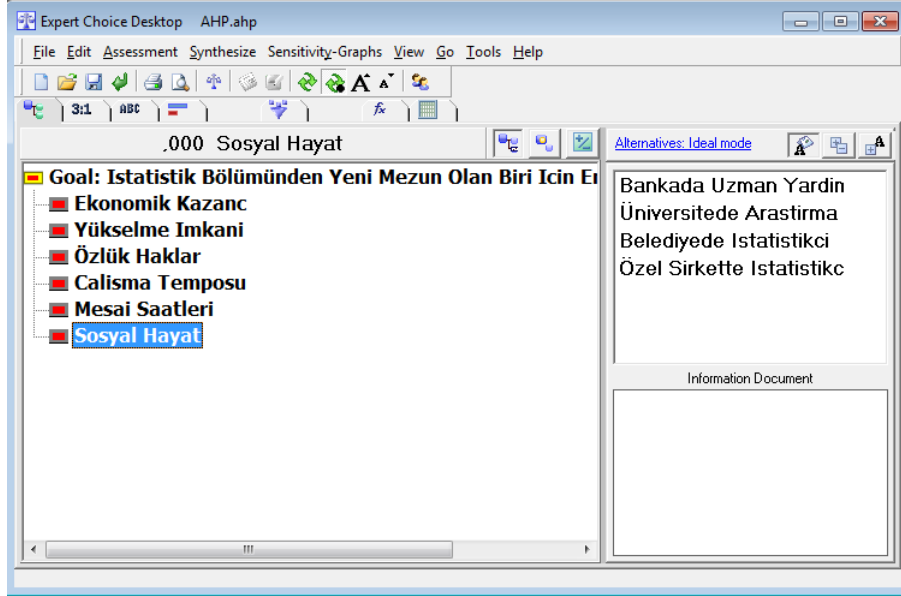 Expert Choice Desktop AHP.ahp
File Edit Assessment Synthesize Sensitivity-Graphs View Go Tools Help
3:1 ABC fx
,000 Sosyal Hayat
Alternatives: Ideal mode
Goal: Istatistik Bölümünden Yeni Mezun Olan Biri Icin
Ekonomik Kazanc
Yükselme Imkani
Özlük Haklar
Calisma Temposu
Mesai Saatleri
Sosyal Hayat
Bankada Uzman Yardin
Üniversitede Arastirma
Belediyede Istatistikci
Özel Sirkette Istatistikc
Information Document